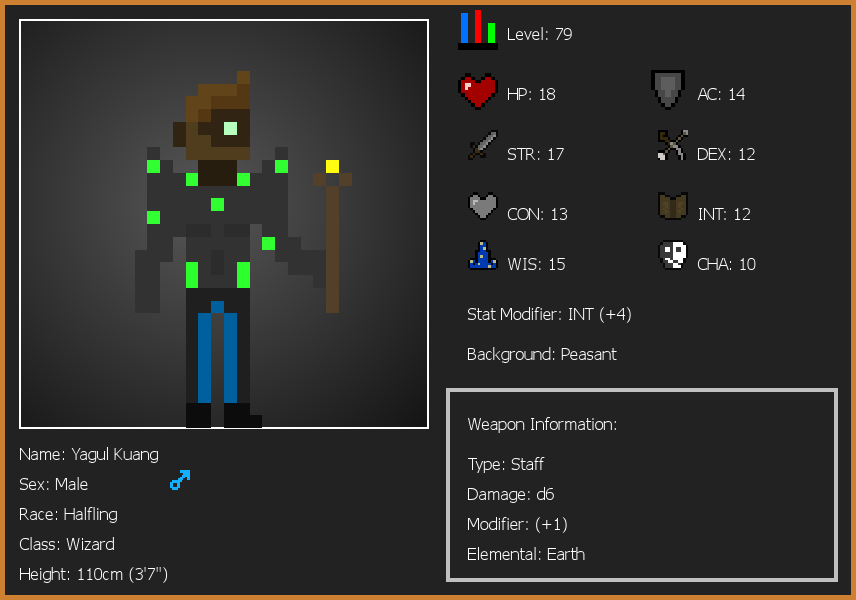 Level: 79
HP: 18
AC: 14
STR: 17
DEX: 12
CON: 13
INT: 12
WIS: 15
CHA: 10
Stat Modifier: INT (+4)
Background: Peasant
Weapon Information:
Type: Staff
Damage: d6
Modifier: (+1)
Elemental: Earth
Name: Yagul Kuang
Sex: Male
Race: Halfling
Class: Wizard
Height: 110cm (3'7")